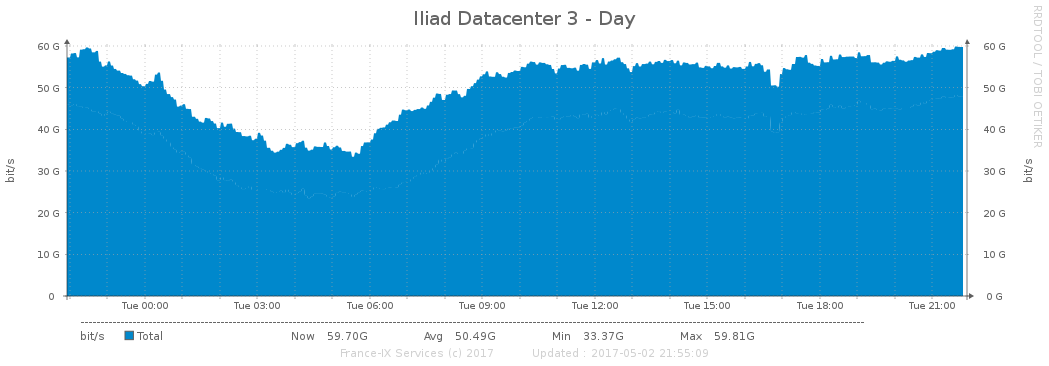 Iliad Datacenter 3 - Day
RRDTOOL / TOBI OETIKER
bit/s
bit/s
60 G 60 G
50 G 50 G
40 G 40 G
30 G 30 G
20 G 20 G
10 G 10 G
0 0 G
Tue 00:00 Tue 03:00 Tue 06:00 Tue 09:00 Tue 12:00 Tue 15:00 Tue 18:00 Tue 21:00
bit/s Total Now 59.70G Avg 50.49G Min 33.37G Max 59.81G
France-IX Services (c) 2017 Updated : 2017-05-02 21:55:09